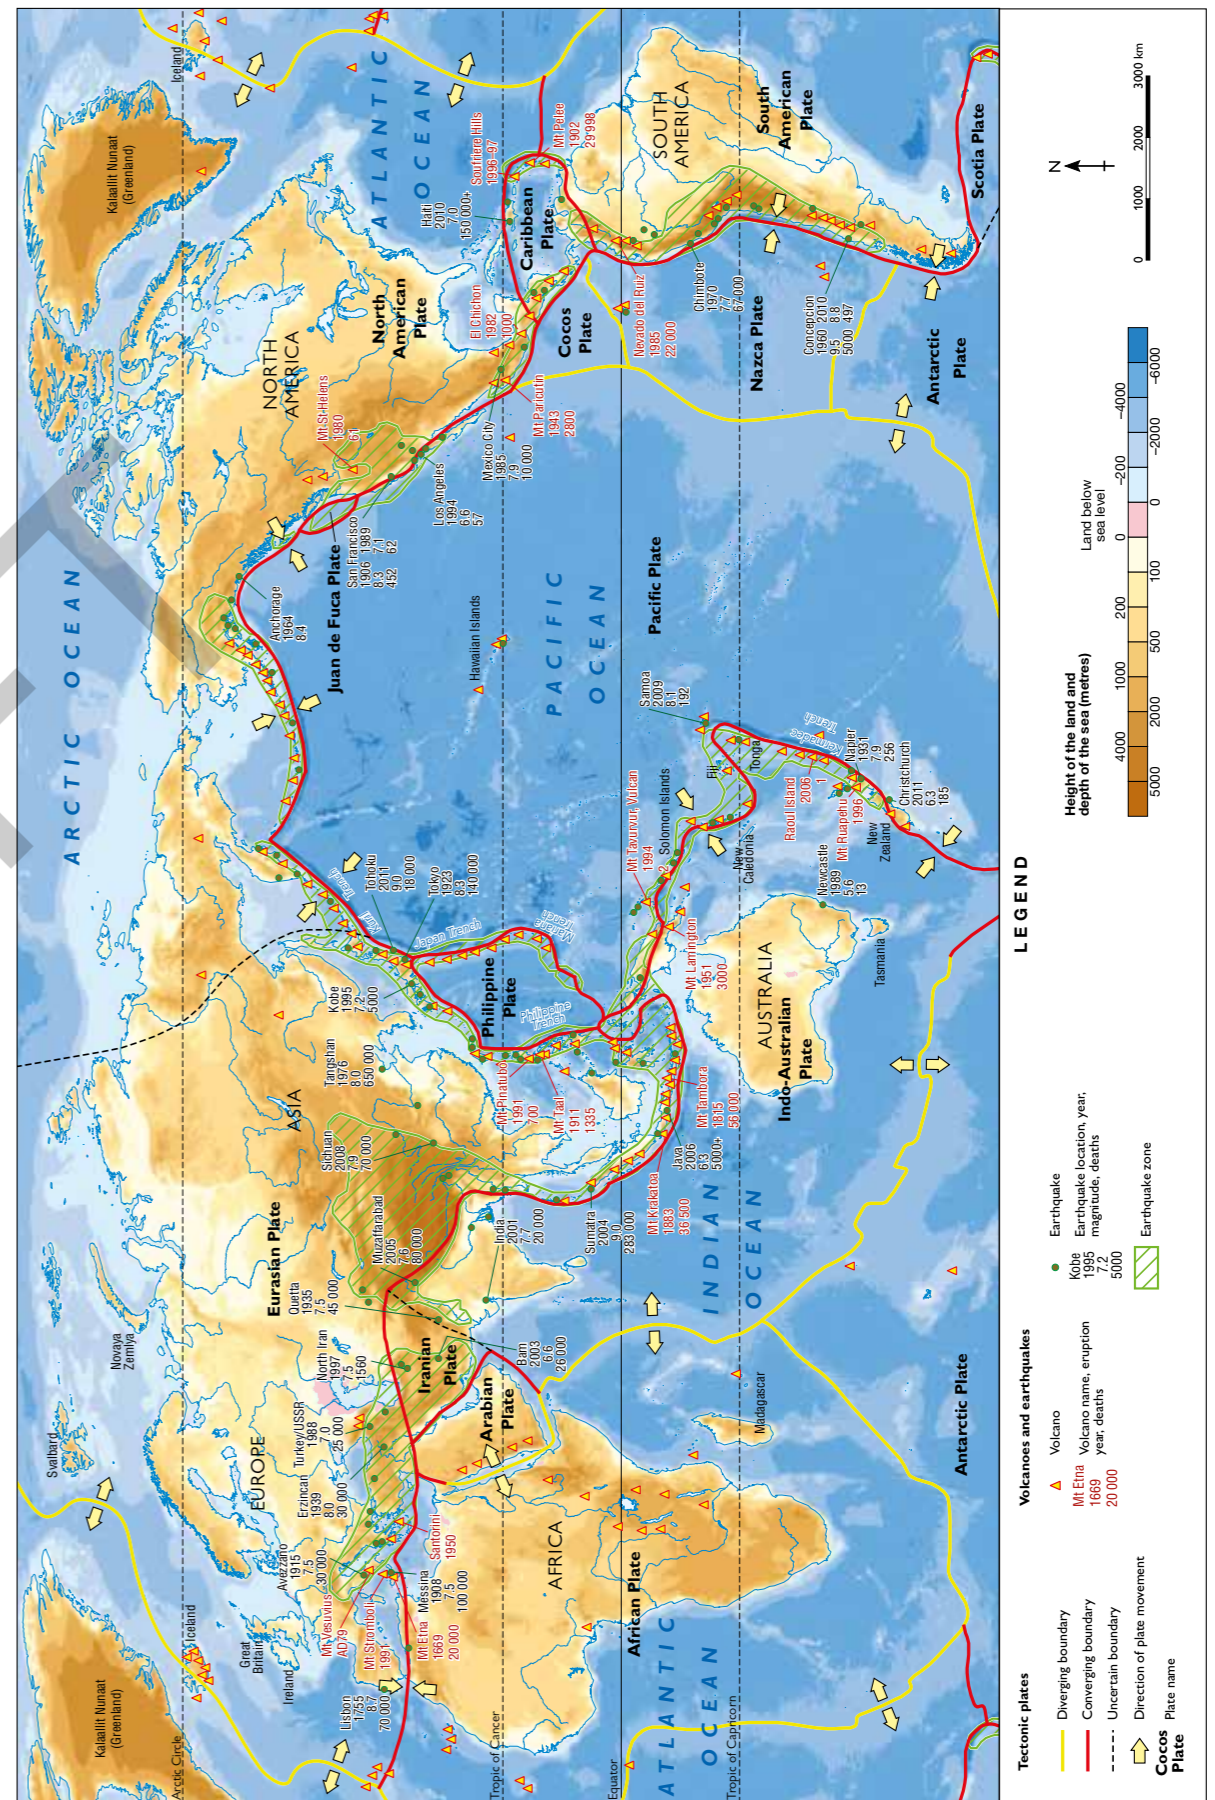 Kalaallit Nunaat
(Greenland)
Arctic Circle
Iceland
Svalbard
Novaya
Zemlya
ARCTIC OCEAN
Kalaallit Nunaat
(Greenland)
Iceland
Great
Britain
Ireland
EUROPE
ASIA
NORTH
AMERICA
ATLANTIC
OCEAN
Eurasian Plate
Juan de Fuca Plate
North
American
Plate
Lisbon
1755
8.7
70 000
Mt Vesuvius
AD79
Mt Stromboli
1991
Mt Etna
1669
20 000
Avezzano
1915
7.5
30 000
Messina
1908
7.5
100 000
Santorini
1950
Erzincan
1939
8.0
30 000
Turkey/USSR
1988
7.0
25 000
North Iran
1997
7.5
1560
Quetta
1935
7.5
45 000
Muzaffarabad
2005
7.6
80 000
Sichuan
2008
7.9
70 000
Tangshan
1976
8.0
650 000
Kobe
1995
7.2
5000
Kuril Trench
Tohoku
2011
9.0
18 000
Tokyo
1923
8.3
140 000
Japan Trench
Anchorage
1964
8.4
San Francisco
1906 1989
8.3 7.1
452 62
Mt St Helens
1980
61
Los Angeles
1994
6.6
57
Mexico City
1985
7.9
10 000
El Chichon
1982
1000
Mt Paricutin
1943
2800
Haiti
2010
7.0
150 000+
Soufriere Hills
1996–97
Mt Pelee
1902
29 998
Tropic of Cancer
Iranian
Plate
Arabian
Plate
Bam
2003
6.6
26 000
India
2001
7.7
20 000
Mt Pinatubo
1991
700
Mt Taal
1911
1335
Philippine
Plate
Philippine
Trench
Mariana
Trench
Hawaiian Islands
PACIFIC
OCEAN
Caribbean
Plate
Cocos
Plate
AFRICA
Equator
African Plate
Sumatra
2004
9.0
283 000
Mt Krakatoa
1883
36 500
Java
2006
6.3
5000+
Mt Tambora
1815
56 000
Mt Tavurvur, Vulcan
1994
2
Solomon Islands
Mt Lamington
1951
3000
Samoa
2009
8.1
192
Pacific Plate
Nevado del Ruiz
1985
22 000
Chimbote
1970
7.7
67 000
SOUTH
AMERICA
South
American
Plate
Nazca Plate
ATLANTIC
OCEAN
Tropic of Capricorn
Madagascar
INDIAN
OCEAN
AUSTRALIA
Indo-Australian
Plate
New
Caledonia
Fiji
Tonga
Kermadec
Trench
Raoul Island
2006
1
Mt Ruapehu
1996
Napier
1931
7.9
256
Newcastle
1989
5.6
13
New
Zealand
Christchurch
2011
6.3
185
Tasmania
Concepcion
1960 2010
9.5 8.8
5000 497
Antarctic
Plate
Antarctic Plate
Scotia Plate
LEGEND
Tectonic plates
Diverging boundary
Converging boundary
Uncertain boundary
Direction of plate movement
Cocos
Plate
Plate name
Volcanoes and earthquakes
Volcano
Mt Etna
1669
20 000
Volcano name, eruption
year, deaths
Earthquake
Kobe
1995
7.2
5000
Earthquake location, year,
magnitude, deaths
Earthquake zone
Height of the land and
depth of the sea (metres)
Land below
sea level
5000 4000 2000 1000 500 200 100 0 0 –200 –2000 –4000 –6000
N
0 1000 2000 3000 km